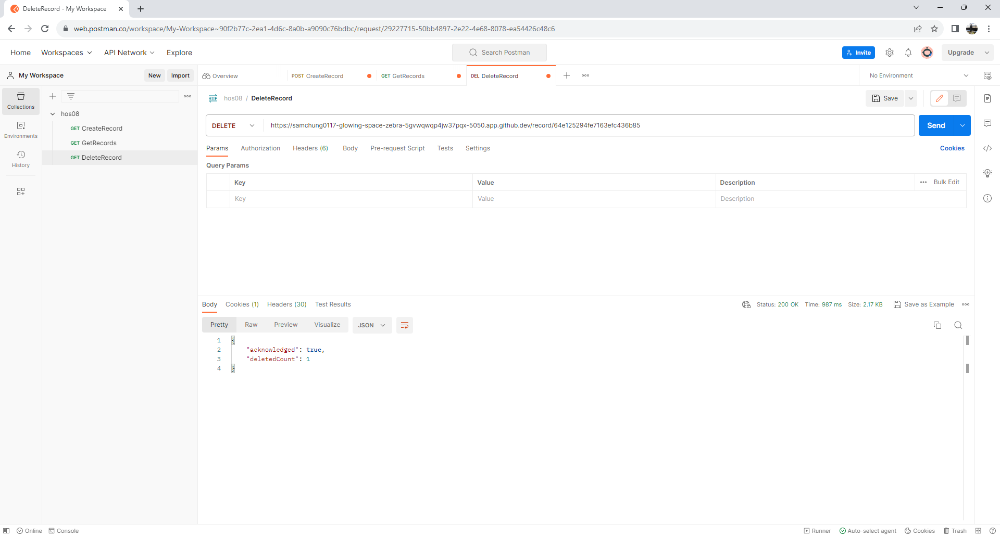 DeleteRecord - My Workspace
web.postman.co/workspace/My-Workspace~90f2b77c-2ea1-4d6c-8a0b-a9090c76bdbc/request/29227715-50bb4897-2e22-4e68-8078-ea54426c48c6
Home Workspaces API Network Explore Search Postman Invite Upgrade
My Workspace New Import Overview POST CreateRecord GET GetRecords DEL DeleteRecord No Environment
Collections
Environments
History
hos08
GET CreateRecord
GET GetRecords
GET DeleteRecord
HTTP hos08 / DeleteRecord Save
DELETE https://samchung0117-glowing-space-zebra-5gvwqwqp4jw37pqx-5050.app.github.dev/record/64e125294fe7163efc436b85 Send
Params Authorization Headers (6) Body Pre-request Script Tests Settings Cookies
Query Params
Key Value Description Bulk Edit
Key Value Description
Body Cookies (1) Headers (30) Test Results Status: 200 OK Time: 987 ms Size: 2.17 KB Save as Example
Pretty Raw Preview Visualize JSON
1 {
2 "acknowledged": true,
3 "deletedCount": 1
4 }
Online Console Runner Auto-select agent Cookies Trash